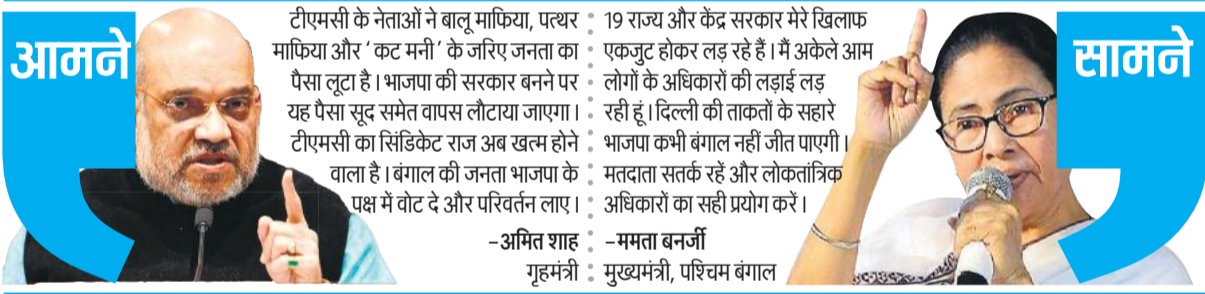 आमने
टीएमसी के नेताओं ने बालू माफिया, पत्थर
माफिया और ‘ कट मनी ’ के जरिए जनता का
पैसा लूटा है। भाजपा की सरकार बनने पर
यह पैसा सूद समेत वापस लौटाया जाएगा।
टीएमसी का सिंडिकेट राज अब खत्म होने
वाला है। बंगाल की जनता भाजपा के
पक्ष में वोट दे और परिवर्तन लाए।
-अमित शाह
गृहमंत्री
19 राज्य और केंद्र सरकार मेरे खिलाफ
एकजुट होकर लड़ रहे हैं। मैं अकेले आम
लोगों के अधिकारों की लड़ाई लड़
रही हूं। दिल्ली की ताकतों के सहारे
भाजपा कभी बंगाल नहीं जीत पाएगी।
मतदाता सतर्क रहें और लोकतांत्रिक
अधिकारों का सही प्रयोग करें।
-ममता बनर्जी
मुख्यमंत्री, पश्चिम बंगाल
सामने